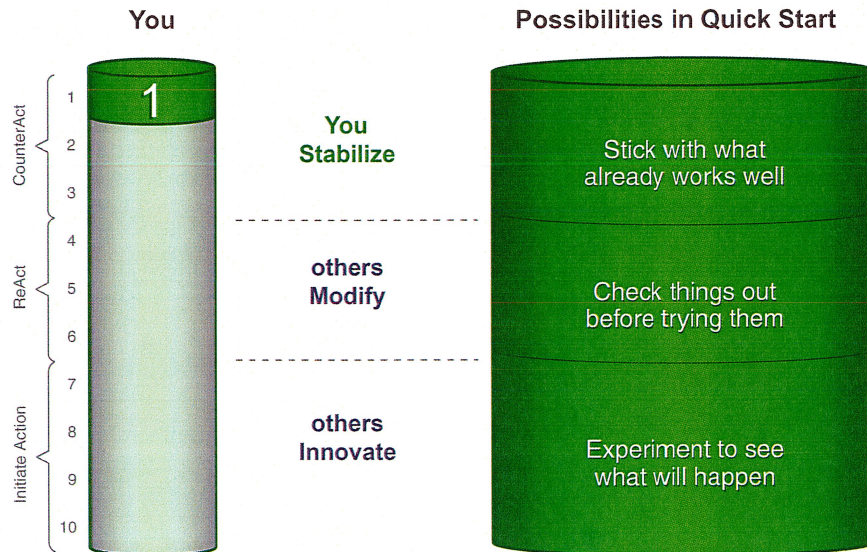 You
Possibilities in Quick Start
CounterAct
1
2
3
1
You
Stabilize
Stick with what
already works well
ReAct
4
5
6
others
Modify
Check things out
before trying them
Initiate Action
7
8
9
10
others
Innovate
Experiment to see
what will happen